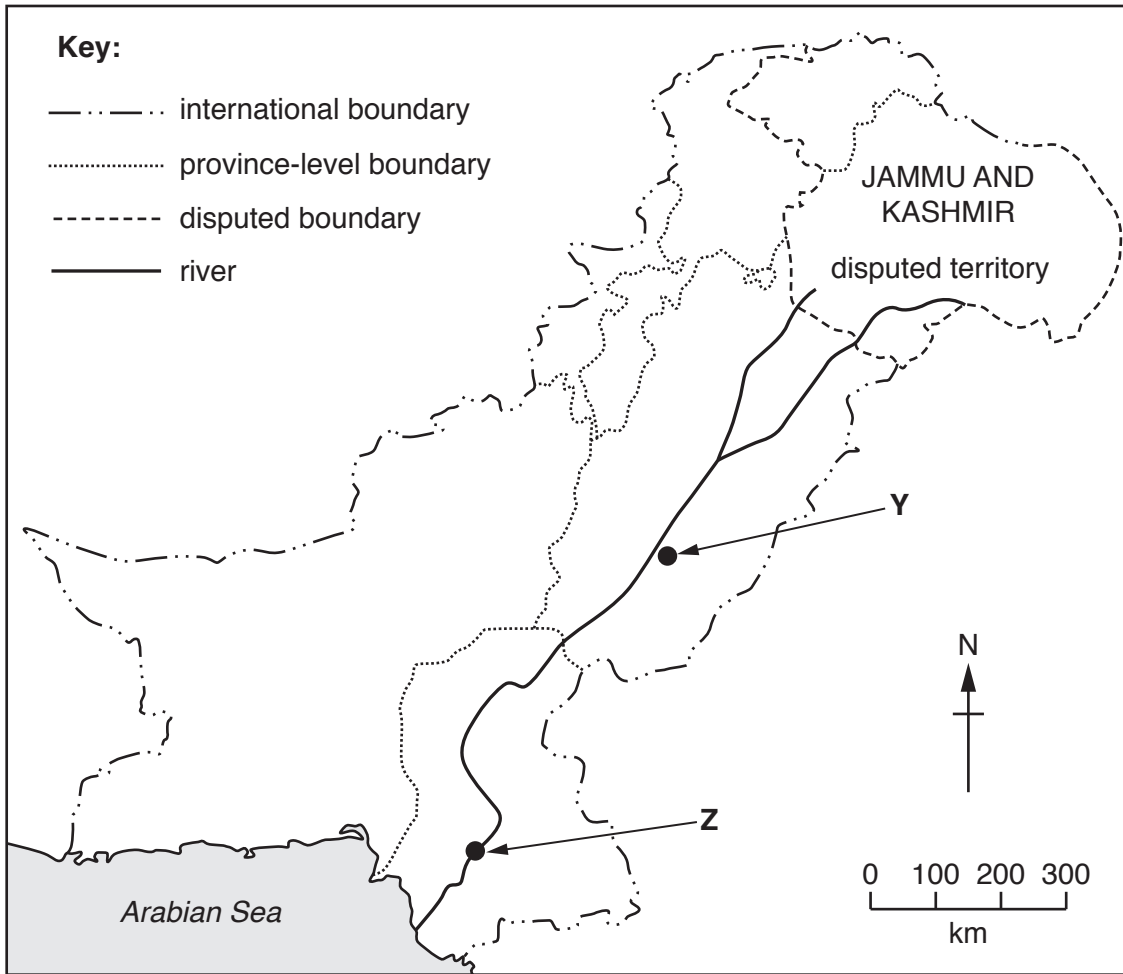 Key:
international boundary
province-level boundary
disputed boundary
river
JAMMU AND
KASHMIR
disputed territory
Y
N
Z
0 100 200 300
km
Arabian Sea